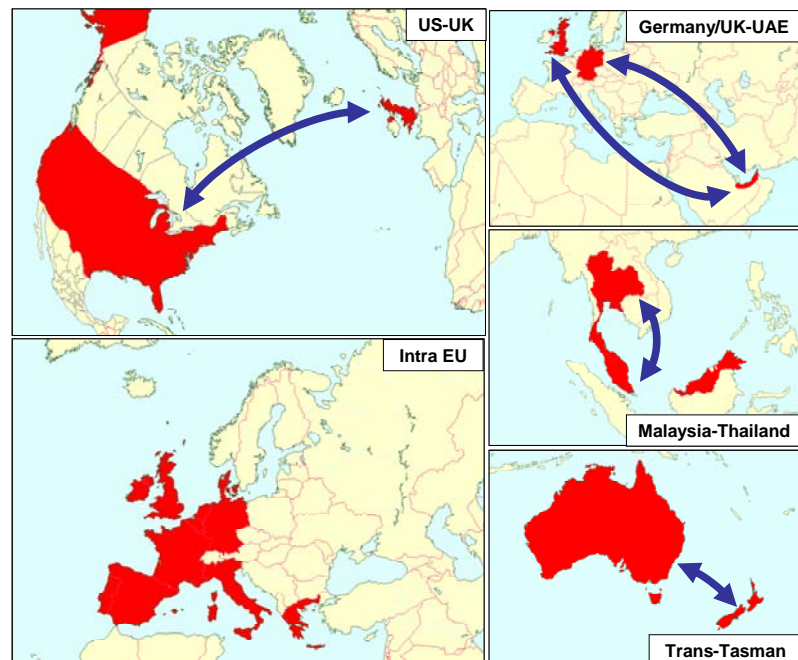 US-UK
Germany/UK-UAE
Malaysia-Thailand
Intra EU
Trans-Tasman